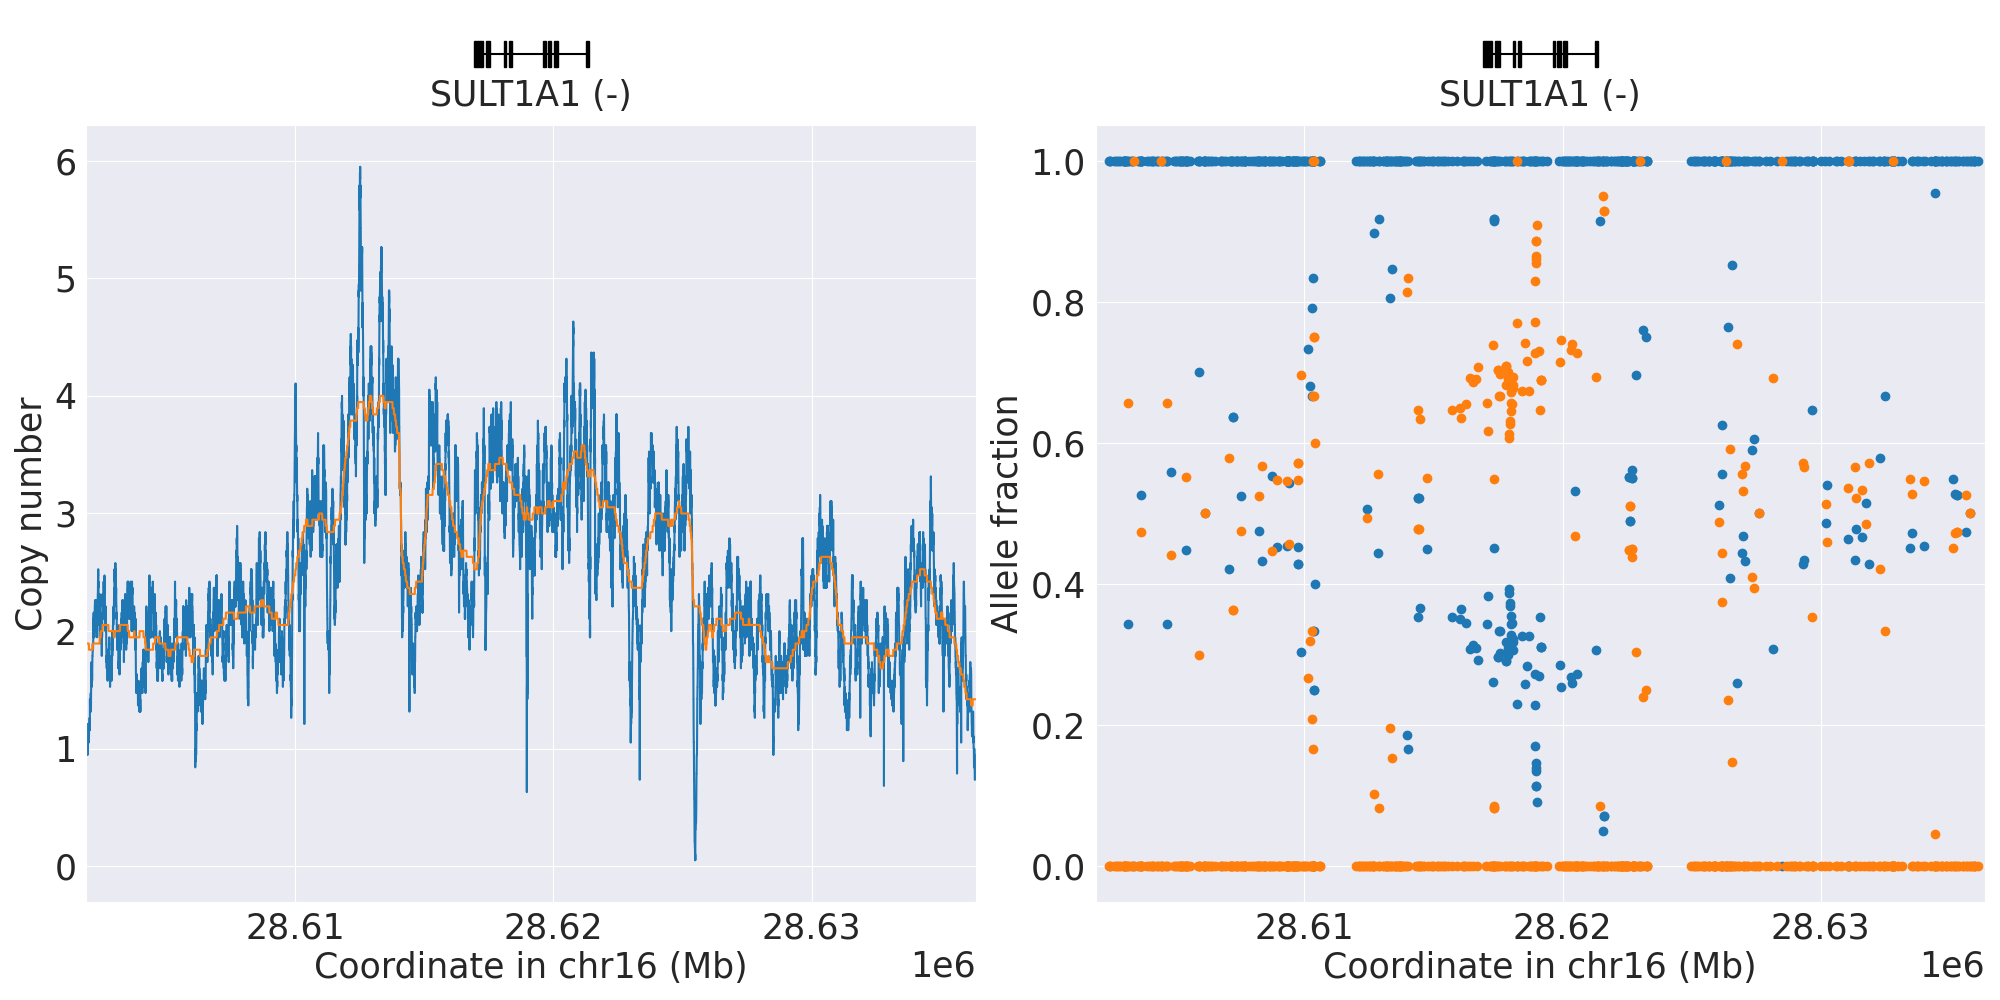 SULT1A1 (-)
Copy number
6
5
4
3
2
1
0
28.61
28.62
28.63
Coordinate in chr16 (Mb)
1e6
SULT1A1 (-)
Allele fraction
1.0
0.8
0.6
0.4
0.2
0.0
28.61
28.62
28.63
Coordinate in chr16 (Mb)
1e6